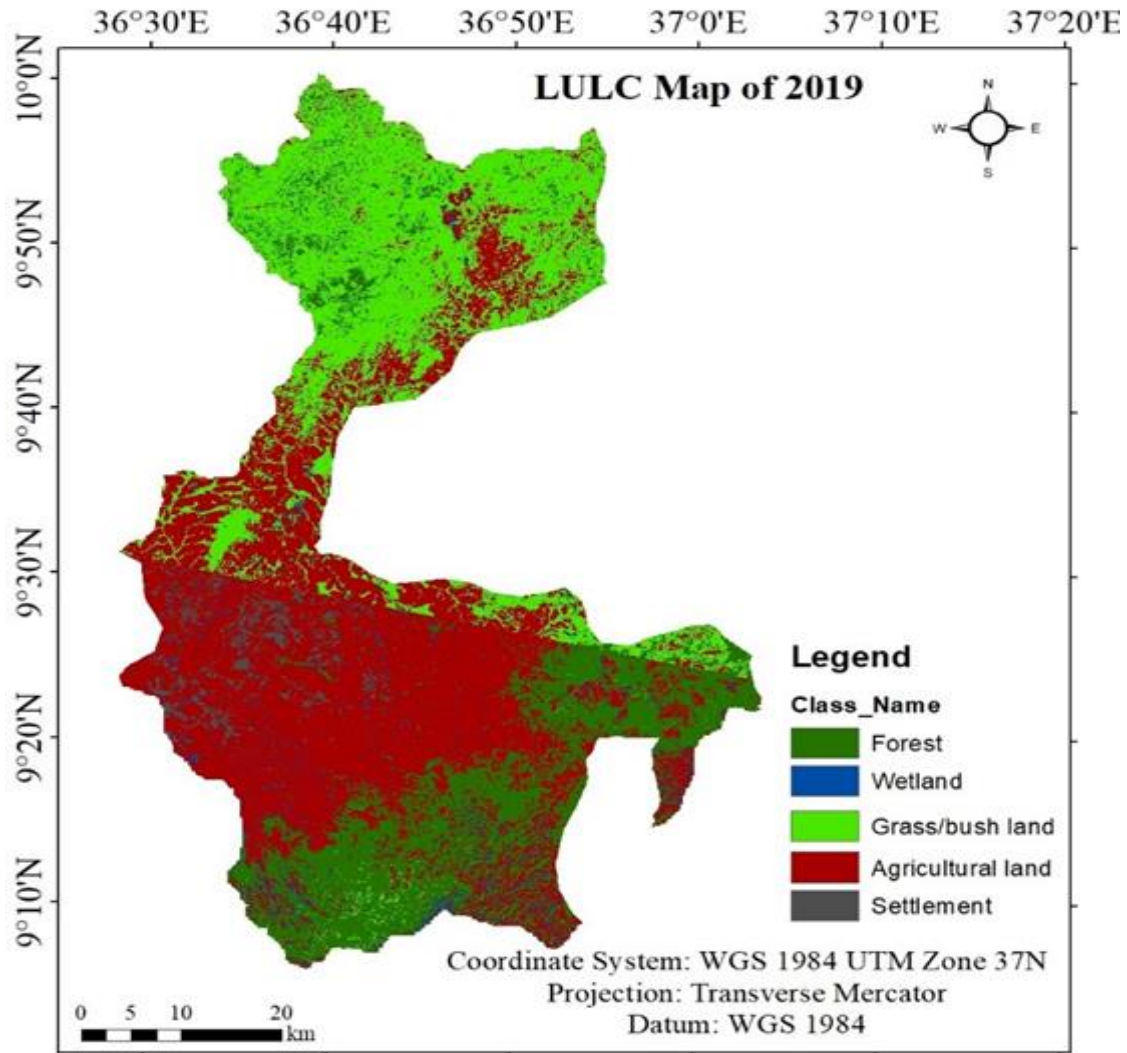 36°30'E 36°40'E 36°50'E 37°0'E 37°10'E 37°20'E
LULC Map of 2019
N
W E
S
10°0'N
9°50'N
9°40'N
9°30'N
9°20'N
9°10'N
Legend
Class_Name
Forest
Wetland
Grass/bush land
Agricultural land
Settlement
Coordinate System: WGS 1984 UTM Zone 37N
Projection: Transverse Mercator
Datum: WGS 1984
0 5 10 20
km